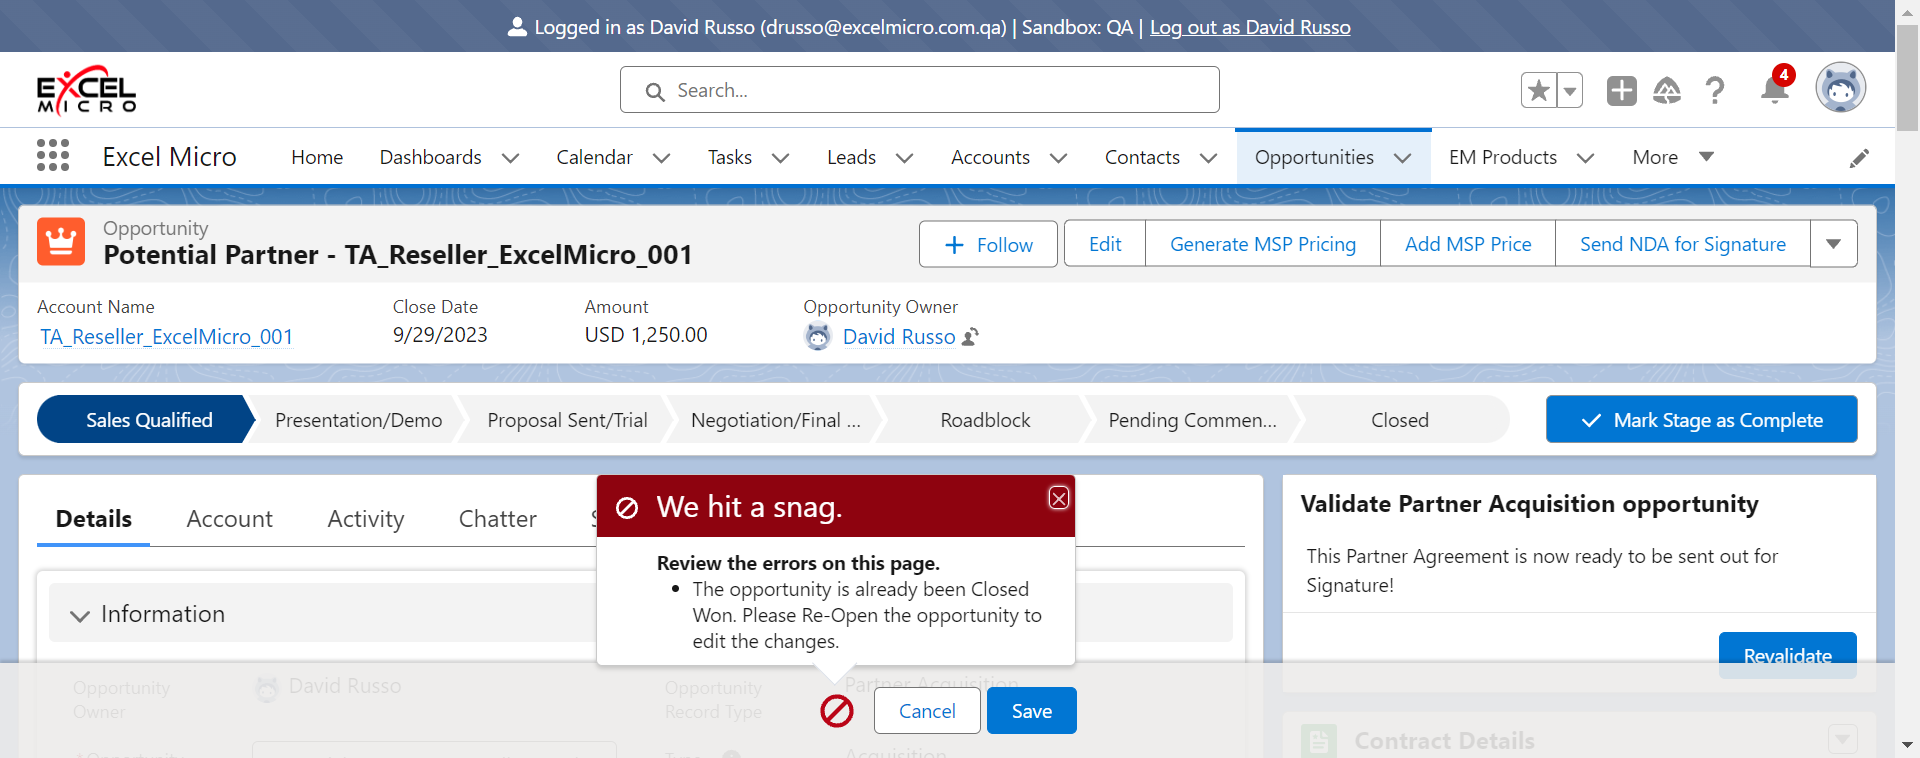 Logged in as David Russo (drusso@excelmicro.com.qa) | Sandbox: QA | Log out as David Russo
EXCEL
MICRO
Search...
4
Excel Micro
Home
Dashboards
Calendar
Tasks
Leads
Accounts
Contacts
Opportunities
EM Products
More
Opportunity
Potential Partner - TA_Reseller_ExcelMicro_001
Follow
Edit
Generate MSP Pricing
Add MSP Price
Send NDA for Signature
Account Name
TA_Reseller_ExcelMicro_001
Close Date
9/29/2023
Amount
USD 1,250.00
Opportunity Owner
David Russo
Sales Qualified
Presentation/Demo
Proposal Sent/Trial
Negotiation/Final ...
Roadblock
Pending Commen...
Closed
Mark Stage as Complete
Details
Account
Activity
Chatter
We hit a snag.
Review the errors on this page.
The opportunity is already been Closed
Won. Please Re-Open the opportunity to
edit the changes.
Validate Partner Acquisition opportunity
This Partner Agreement is now ready to be sent out for
Signature!
Revalidate
Information
Opportunity
Owner
David Russo
Opportunity
Record Type
Partner Acquisition
Cancel
Save
Contract Details
*Opportunity
Acquisition